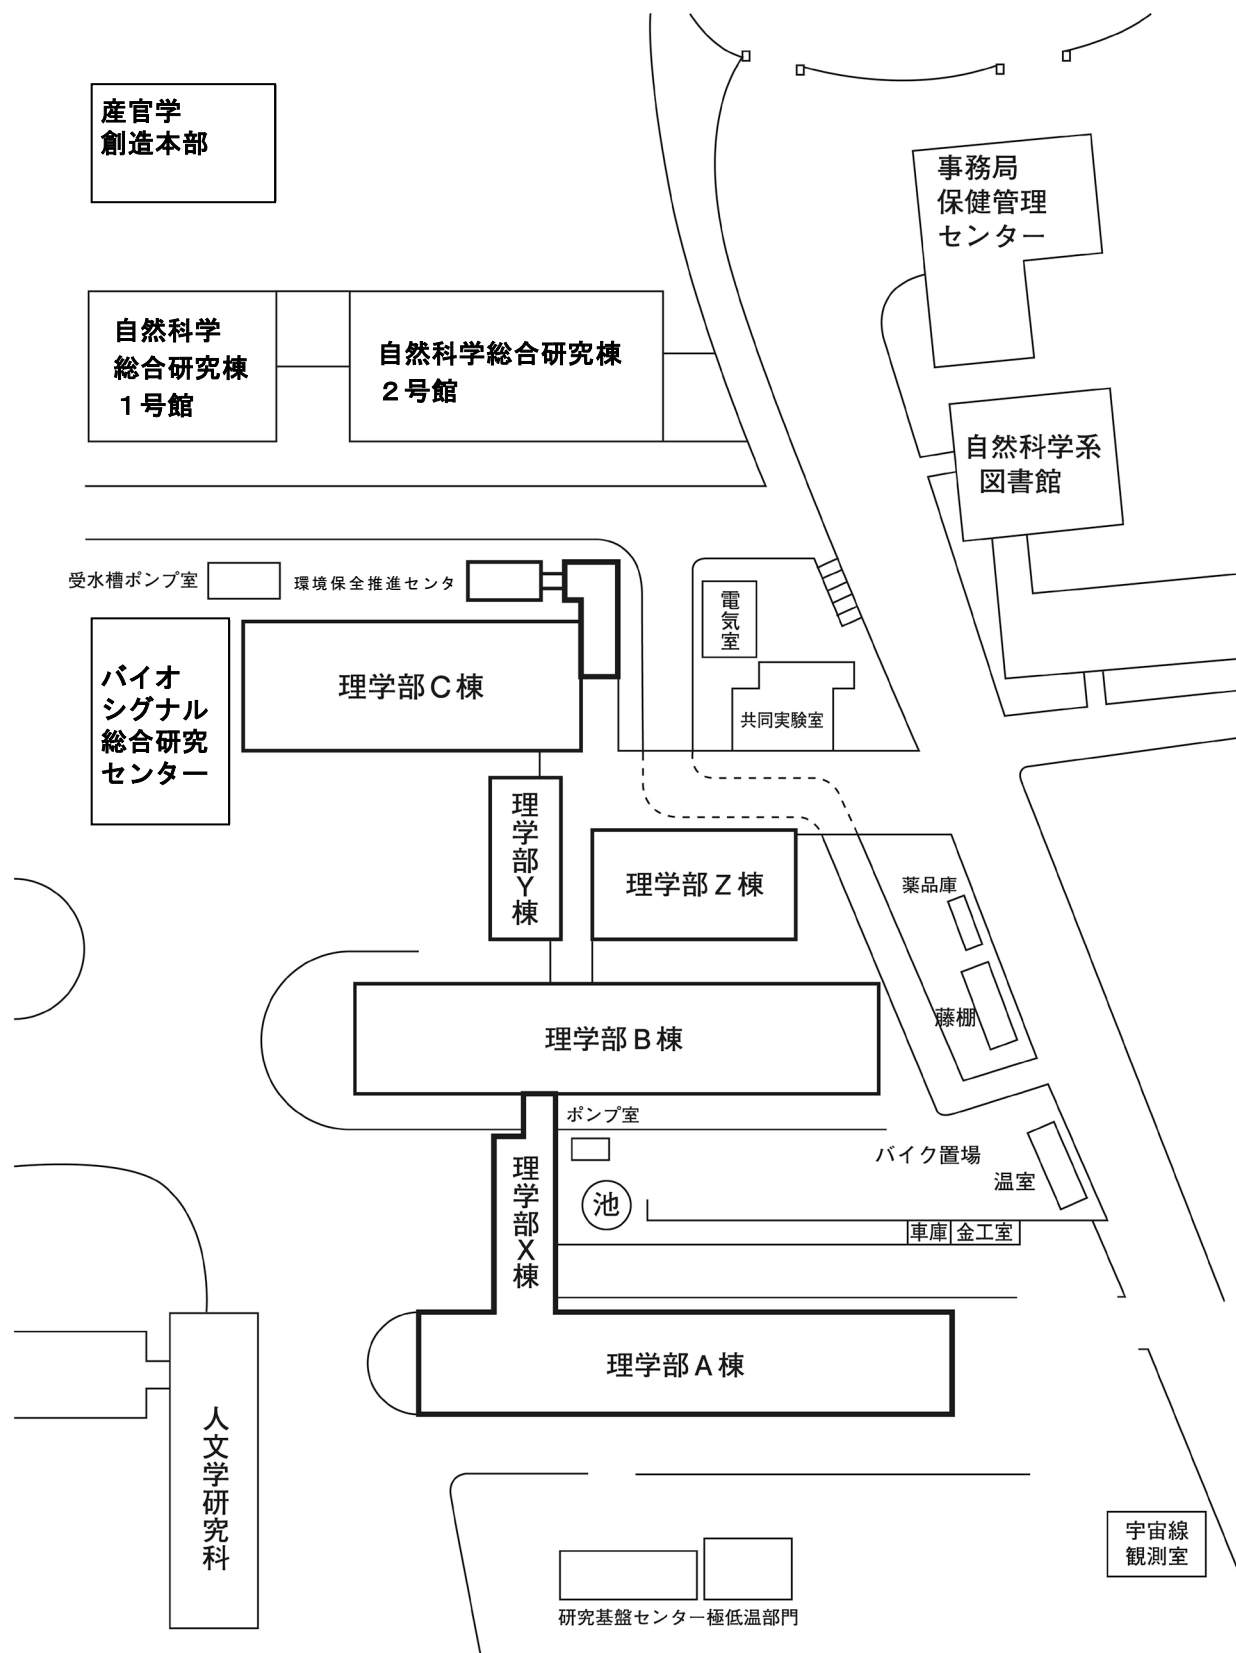 産官学
創造本部
事務局
保健管理
センター
自然科学
総合研究棟
１号館
自然科学総合研究棟
２号館
自然科学系
図書館
受水槽ポンプ室
環境保全推進センタ
電気室
バイオ
シグナル
総合研究
センター
理学部C棟
共同実験室
理学部Y棟
理学部Z棟
薬品庫
藤棚
理学部B棟
ポンプ室
バイク置場
温室
理学部X棟
池
車庫
金工室
理学部A棟
人文学研究科
宇宙線
観測室
研究基盤センター極低温部門